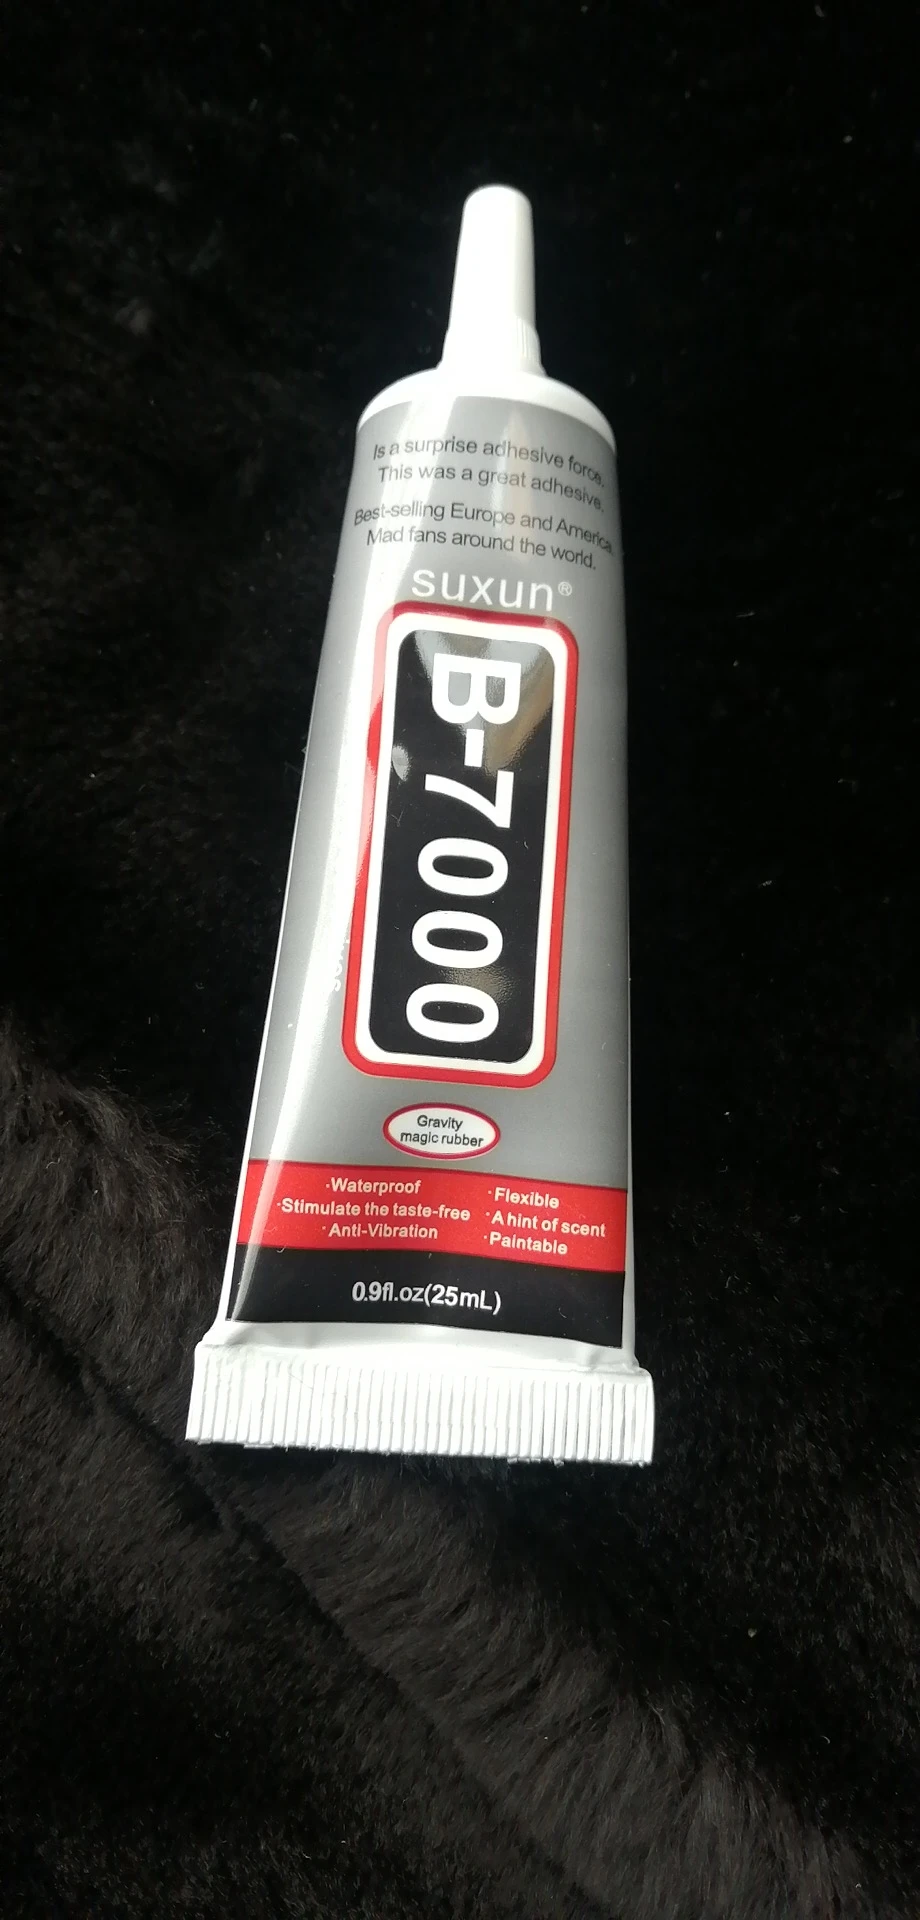 Is a surprise adhesive force.
This was a great adhesive.
Best-selling Europe and America.
Mad fans around the world.
suxun®
B-7000
Gravity
magic rubber
·Waterproof
·Stimulate the taste-free
·Anti-Vibration
·Flexible
·A hint of scent
·Paintable
0.9fl.oz(25mL)